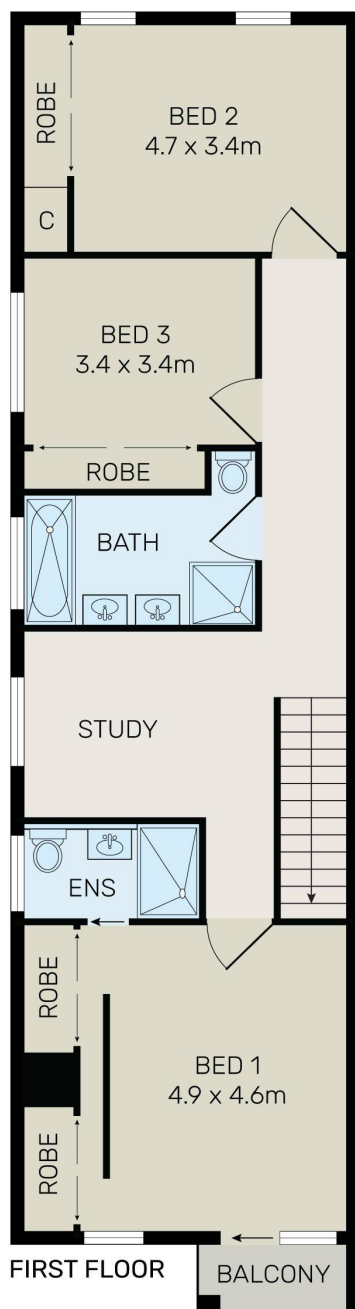 ROBE
BED 2
4.7 x 3.4m
C
BED 3
3.4 x 3.4m
ROBE
BATH
STUDY
ENS
ROBE
BED 1
4.9 x 4.6m
ROBE
FIRST FLOOR
BALCONY